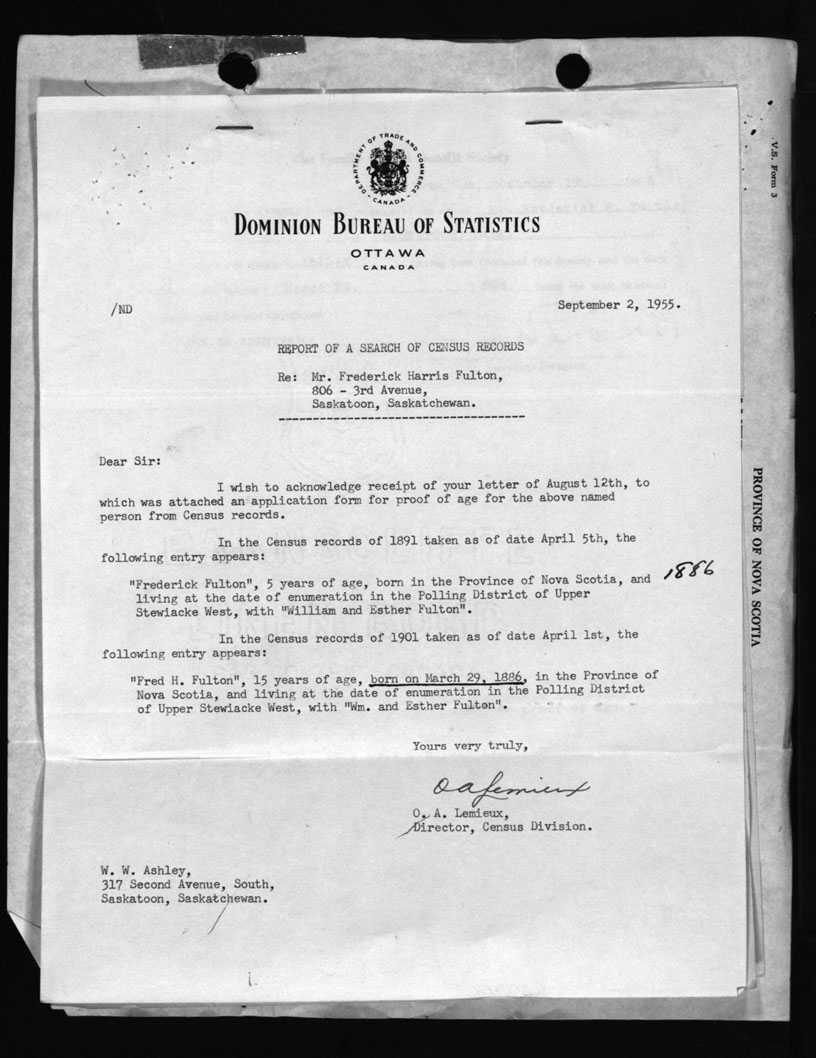 DEPARTMENT OF TRADE AND COMMERCE
CANADA
DOMINION BUREAU OF STATISTICS
OTTAWA
CANADA
/ND
September 2, 1955.
REPORT OF A SEARCH OF CENSUS RECORDS
Re: Mr. Frederick Harris Fulton,
806 - 3rd Avenue,
Saskatoon, Saskatchewan.
Dear Sir:
I wish to acknowledge receipt of your letter of August 12th, to
which was attached an application form for proof of age for the above named
person from Census records.
In the Census records of 1891 taken as of date April 5th, the
following entry appears:
"Frederick Fulton", 5 years of age, born in the Province of Nova Scotia, and
living at the date of enumeration in the Polling District of Upper
Stewiacke West, with "William and Esther Fulton".
1886
In the Census records of 1901 taken as of date April 1st, the
following entry appears:
"Fred H. Fulton", 15 years of age, born on March 29, 1886, in the Province of
Nova Scotia, and living at the date of enumeration in the Polling District
of Upper Stewiacke West, with "Wm. and Esther Fulton".
Yours very truly,
O A Lemieux
O. A. Lemieux,
Director, Census Division.
W. W. Ashley,
317 Second Avenue, South,
Saskatoon, Saskatchewan.
V.S. Form 3
PROVINCE OF NOVA SCOTIA